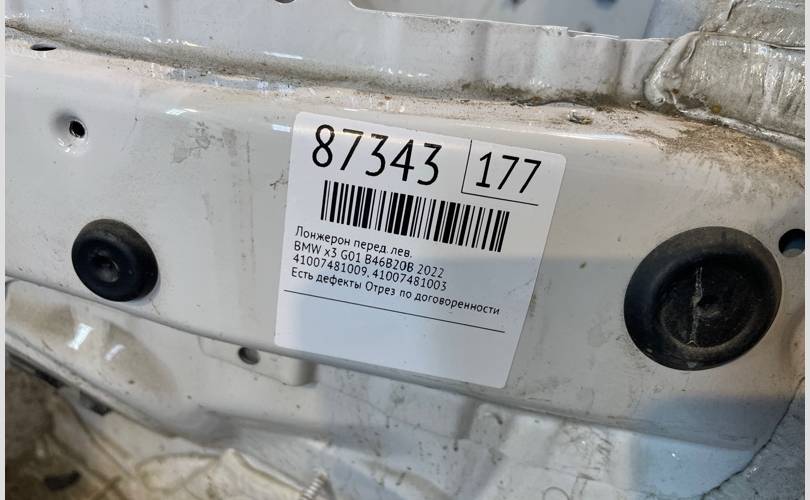 87343 177
Лонжерон перед. лев.
BMW x3 G01 B46B20B 2022
41007481009, 41007481003
Есть дефекты Отрез по договоренности